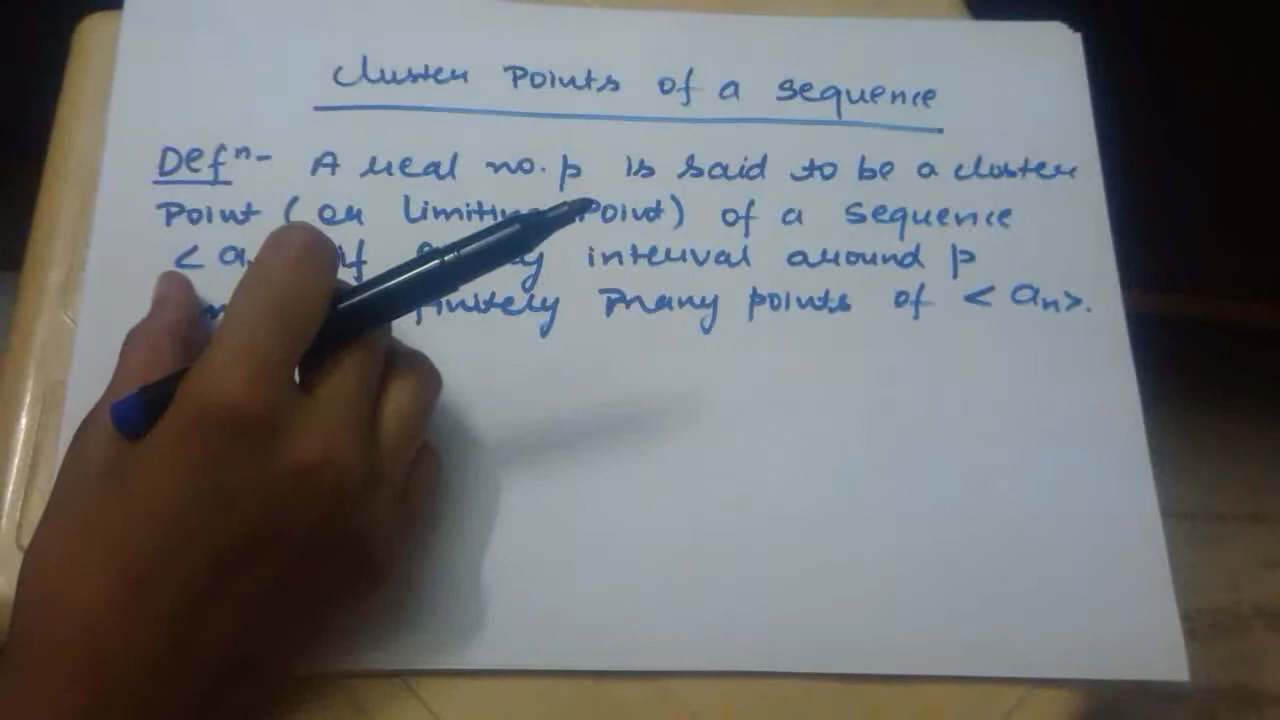 Cluster Points of a sequence
Defn- A real no. p is said to be a cluster
Point (or Limiting Point) of a sequence
< a if interval around p
many points of < an>.